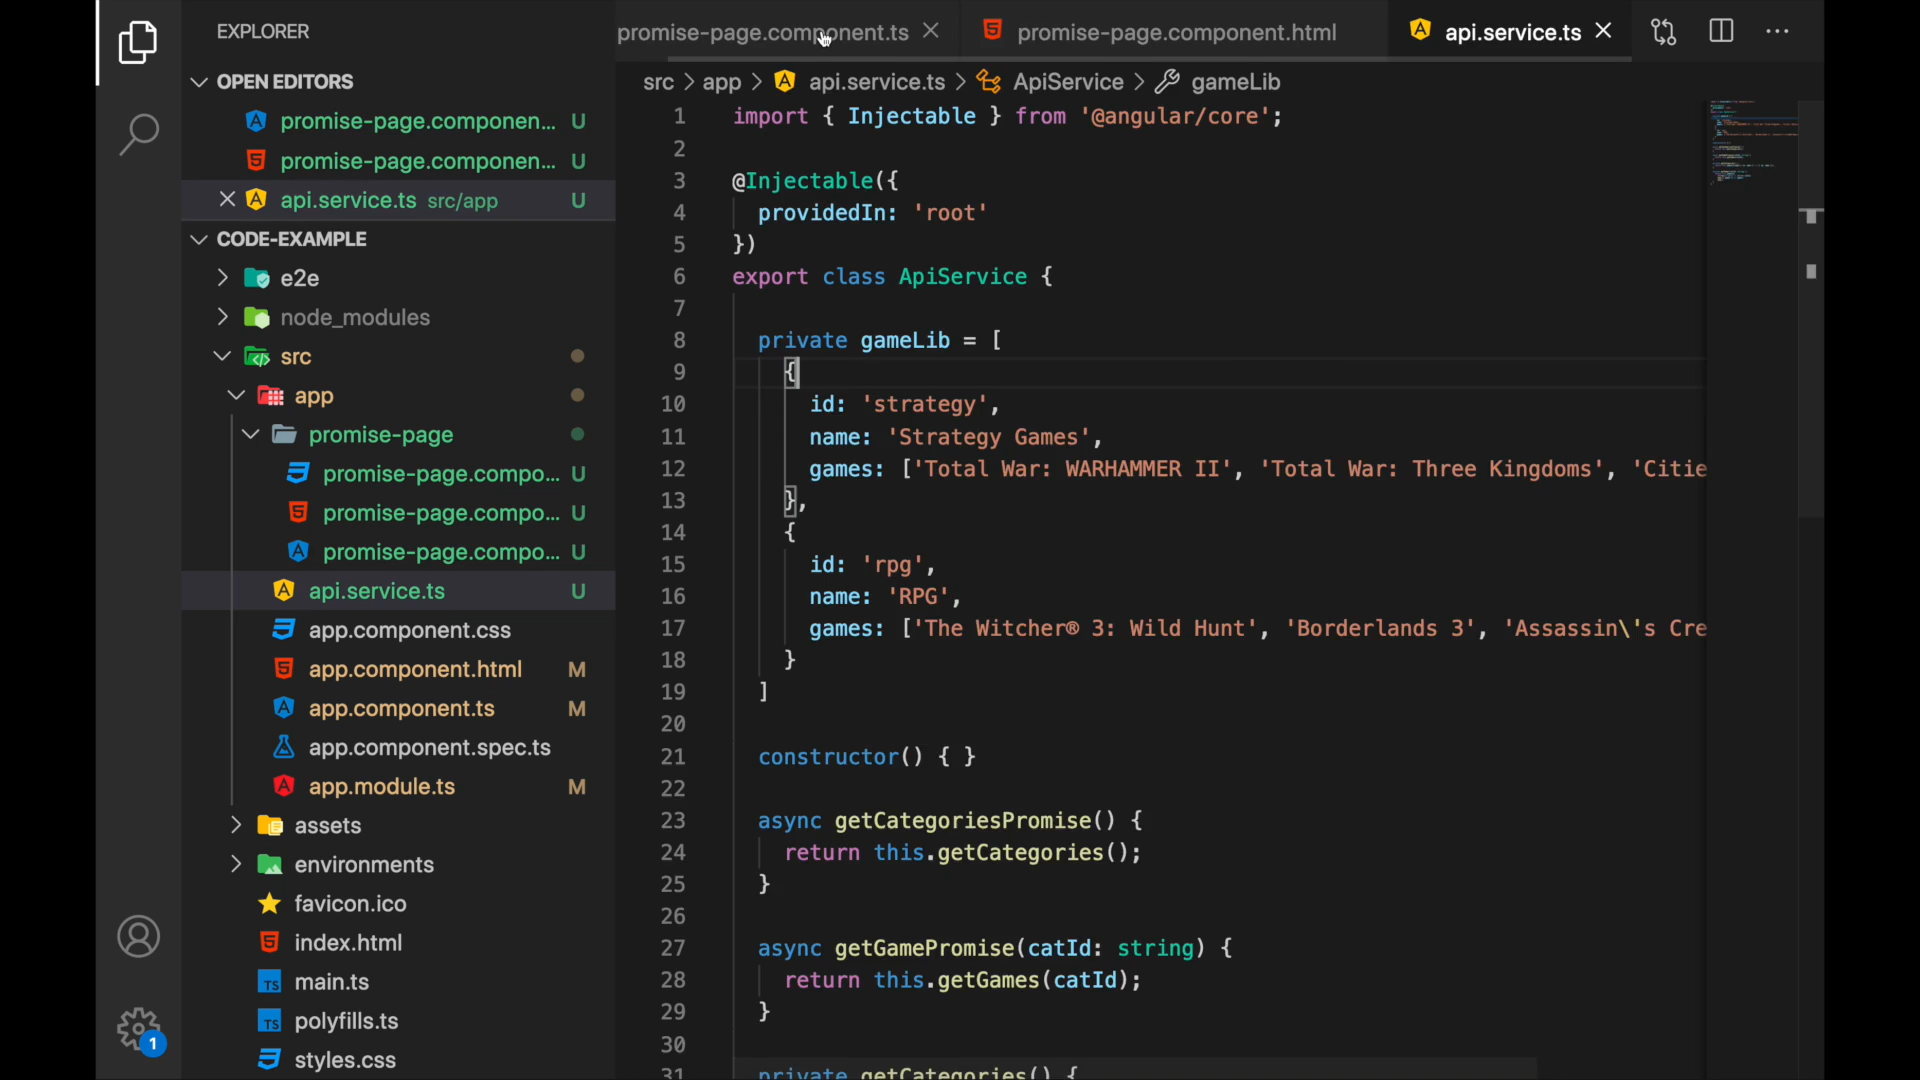 EXPLORER
OPEN EDITORS
promise-page.componen... U
promise-page.componen... U
api.service.ts src/app U
CODE-EXAMPLE
e2e
node_modules
src
app
promise-page
promise-page.compo... U
promise-page.compo... U
promise-page.compo... U
api.service.ts U
app.component.css
app.component.html M
app.component.ts M
app.component.spec.ts
app.module.ts M
assets
environments
favicon.ico
index.html
TS main.ts
TS polyfills.ts
styles.css
1
promise-page.component.ts
promise-page.component.html
api.service.ts
src > app > api.service.ts > ApiService > gameLib
1 import { Injectable } from '@angular/core';
2
3 @Injectable({
4 providedIn: 'root'
5 })
6 export class ApiService {
7
8 private gameLib = [
9 {
10 id: 'strategy',
11 name: 'Strategy Games',
12 games: ['Total War: WARHAMMER II', 'Total War: Three Kingdoms', 'Citie
13 },
14 {
15 id: 'rpg',
16 name: 'RPG',
17 games: ['The Witcher® 3: Wild Hunt', 'Borderlands 3', 'Assassin\'s Cre
18 }
19 ]
20
21 constructor() { }
22
23 async getCategoriesPromise() {
24 return this.getCategories();
25 }
26
27 async getGamePromise(catId: string) {
28 return this.getGames(catId);
29 }
30
31 private getCategories() {